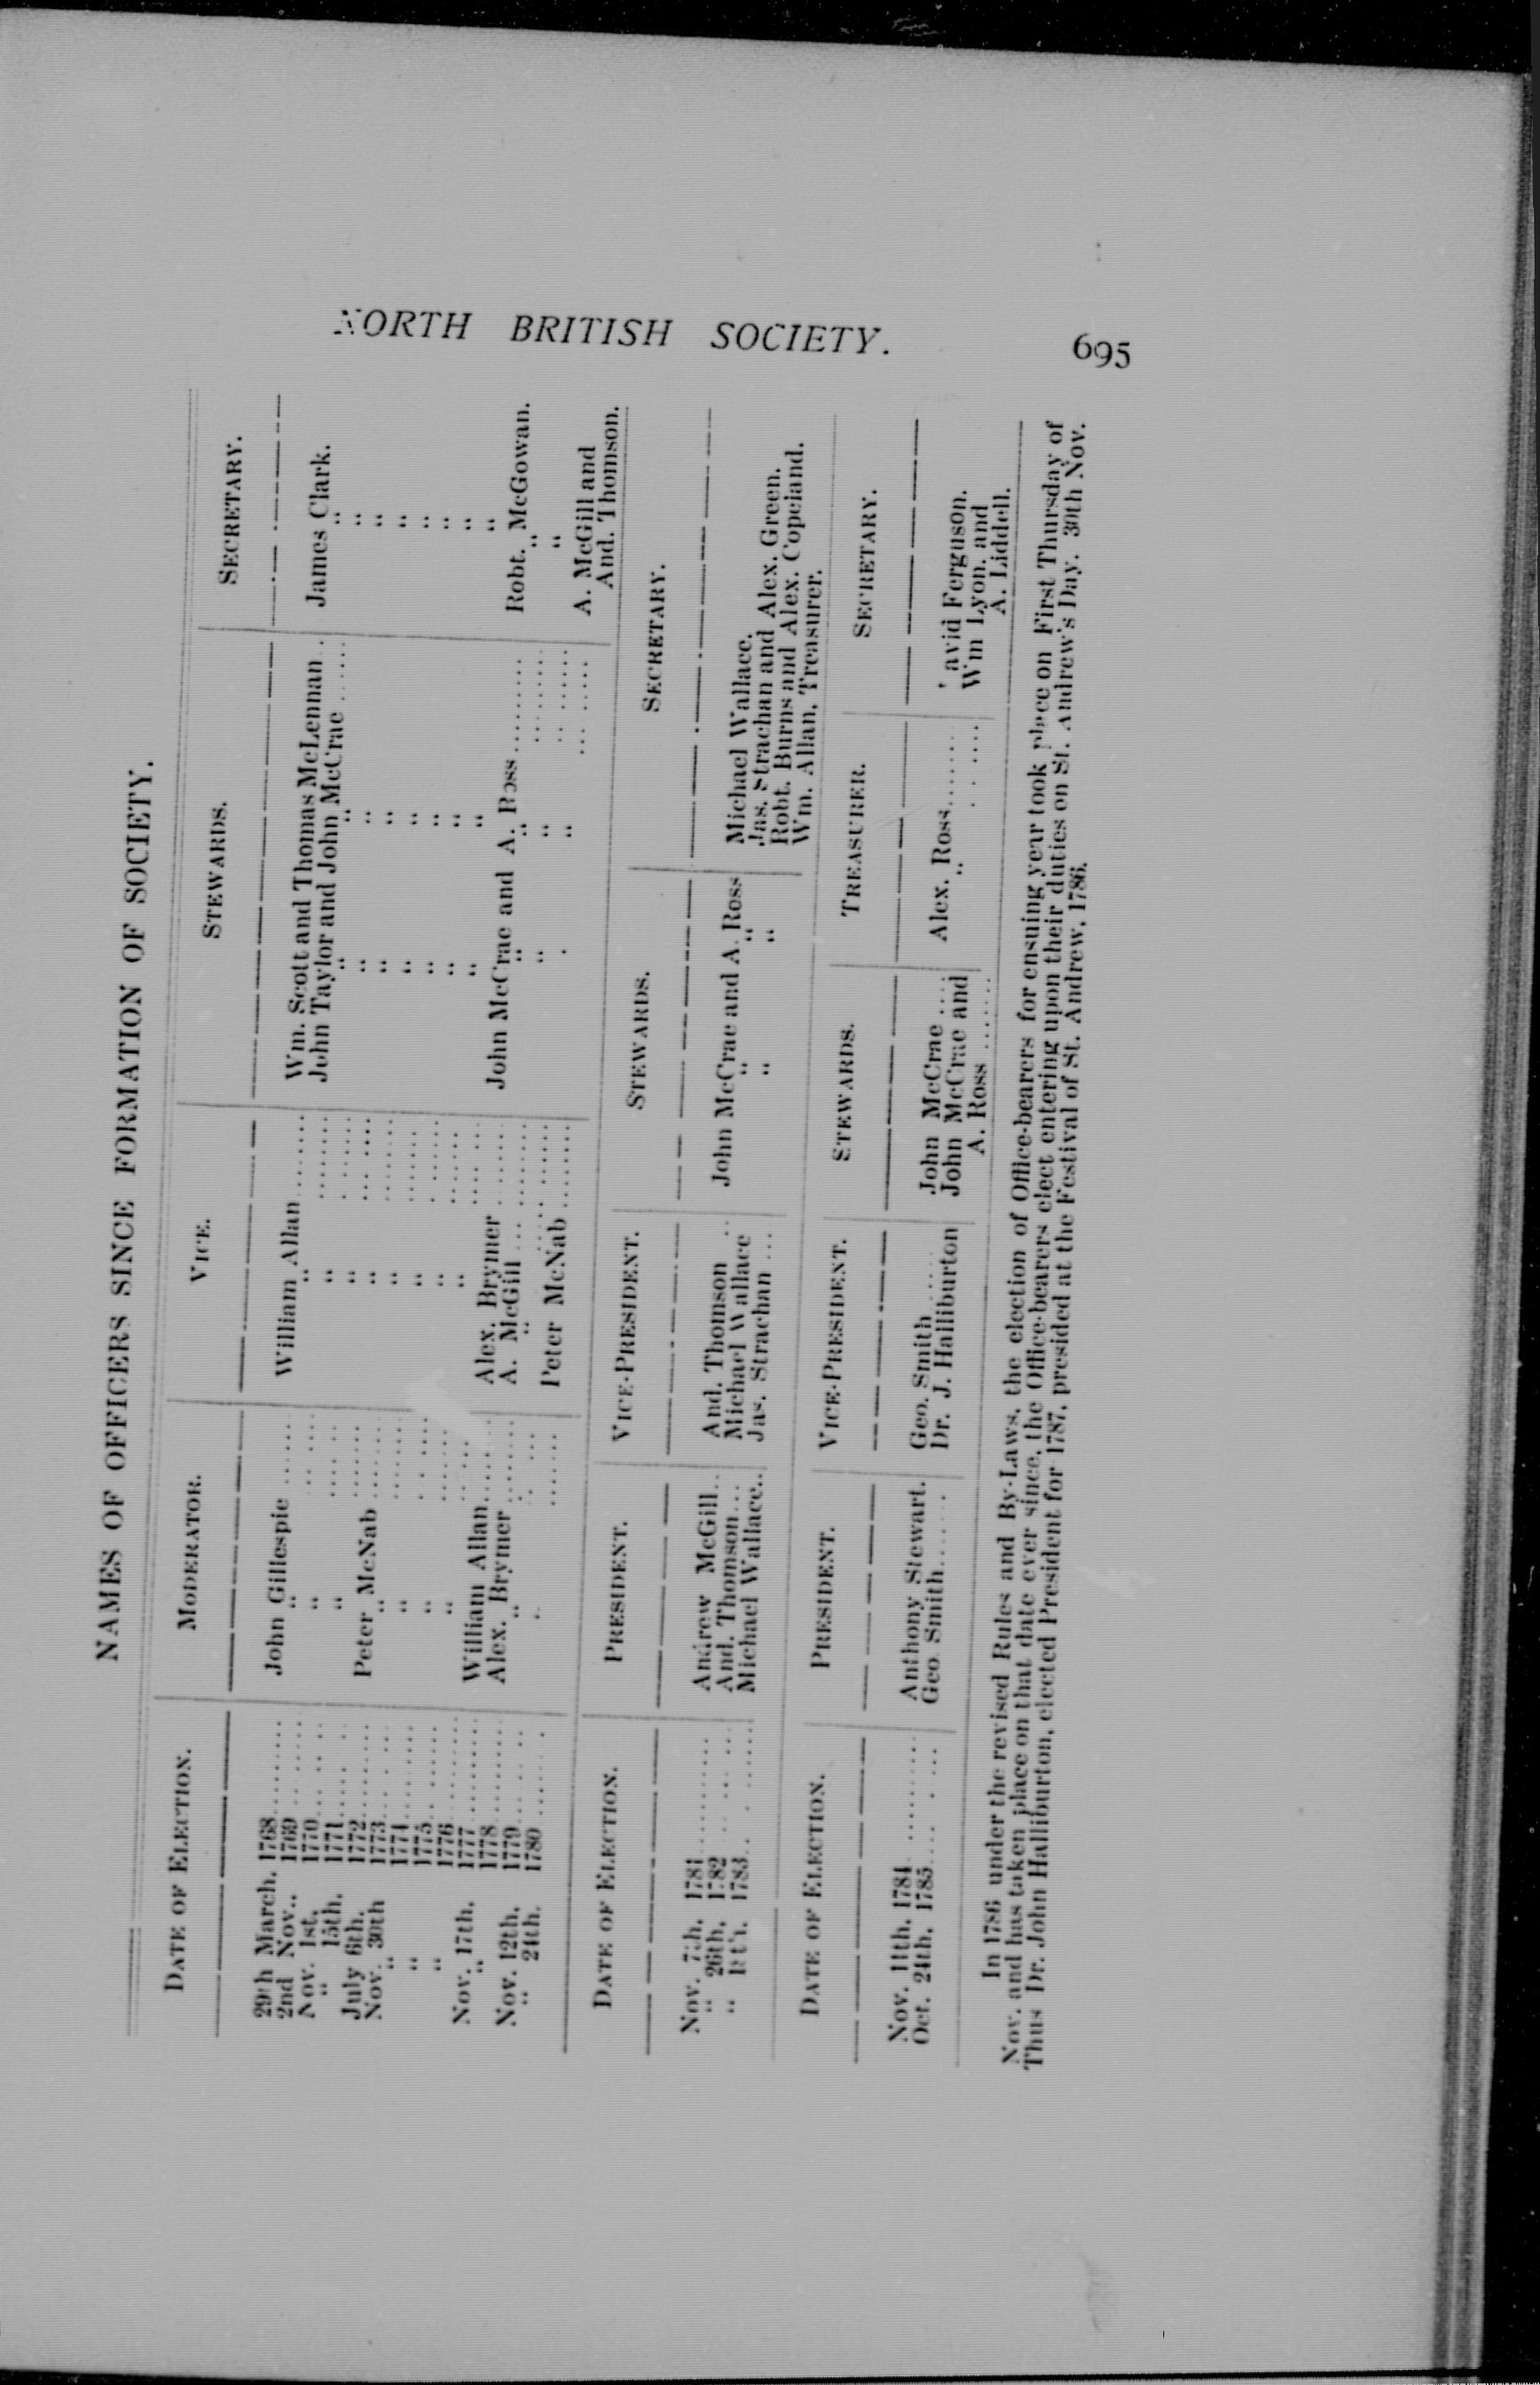 NORTH BRITISH SOCIETY. 695
NAMES OF OFFICERS SINCE FORMATION OF SOCIETY.
DATE OF ELECTION. MODERATOR. VICE. STEWARDS. SECRETARY.
29th March, 1768 John Gillespie William Allan Wm. Scott and Thomas McLennan James Clark.
2nd Nov., 1769 " " John Taylor and John McCrae "
Nov. 1st, 1770 " " " " "
" 15th, 1771 " " " " "
July 6th, 1772 Peter McNab " " " "
Nov. 30th 1773 " " " " "
" 1774 " " " " "
" 1775 " " " " "
" 1776 " " " " "
Nov. 17th, 1777 William Allan Alex. Brymer John McCrae and A. Ross Robt. McGowan.
" 1778 Alex. Brymer A. McGill " " "
Nov. 12th, 1779 " " " " "
" 24th, 1780 " Peter McNab " A. McGill and
And. Thomson.
DATE OF ELECTION. PRESIDENT. VICE-PRESIDENT. STEWARDS. SECRETARY.
Nov. 7th, 1781 Andrew McGill And. Thomson John McCrae and A. Ross Michael Wallace.
" 26th, 1782 And. Thomson Michael Wallace " " Jas. Strachan and Alex. Green.
" 1783 Michael Wallace Jas. Strachan " " Robt. Burns and Alex. Copeland.
Wm. Allan, Treasurer.
DATE OF ELECTION. PRESIDENT. VICE-PRESIDENT. STEWARDS. TREASURER. SECRETARY.
Nov. 11th, 1784 Anthony Stewart. Geo. Smith John McCrae Alex. Ross avid Ferguson.
Oct. 24th, 1785 Geo. Smith Dr. J. Halliburton John McCrae and " Wm Lyon. and
A. Ross A. Liddell.
In 1786 under the revised Rules and By-Laws, the election of Office-bearers for ensuing year took place on First Thursday of
Nov. and has taken place on that date ever since, the Office-bearers elect entering upon their duties on St. Andrew's Day. 30th Nov.
Thus Dr. John Halliburton, elected President for 1787, presided at the Festival of St. Andrew, 1786.